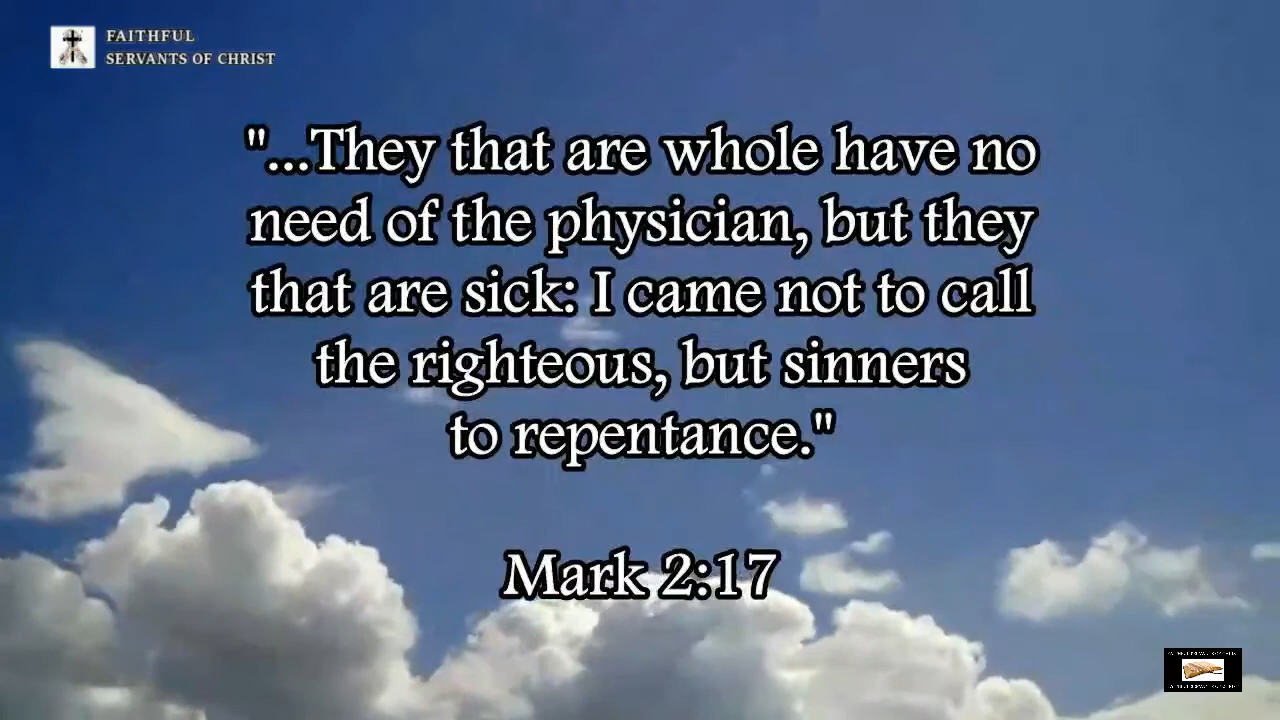 FAITHFUL
SERVANTS OF CHRIST
"...They that are whole have no
need of the physician, but they
that are sick: I came not to call
the righteous, but sinners
to repentance."
Mark 2:17